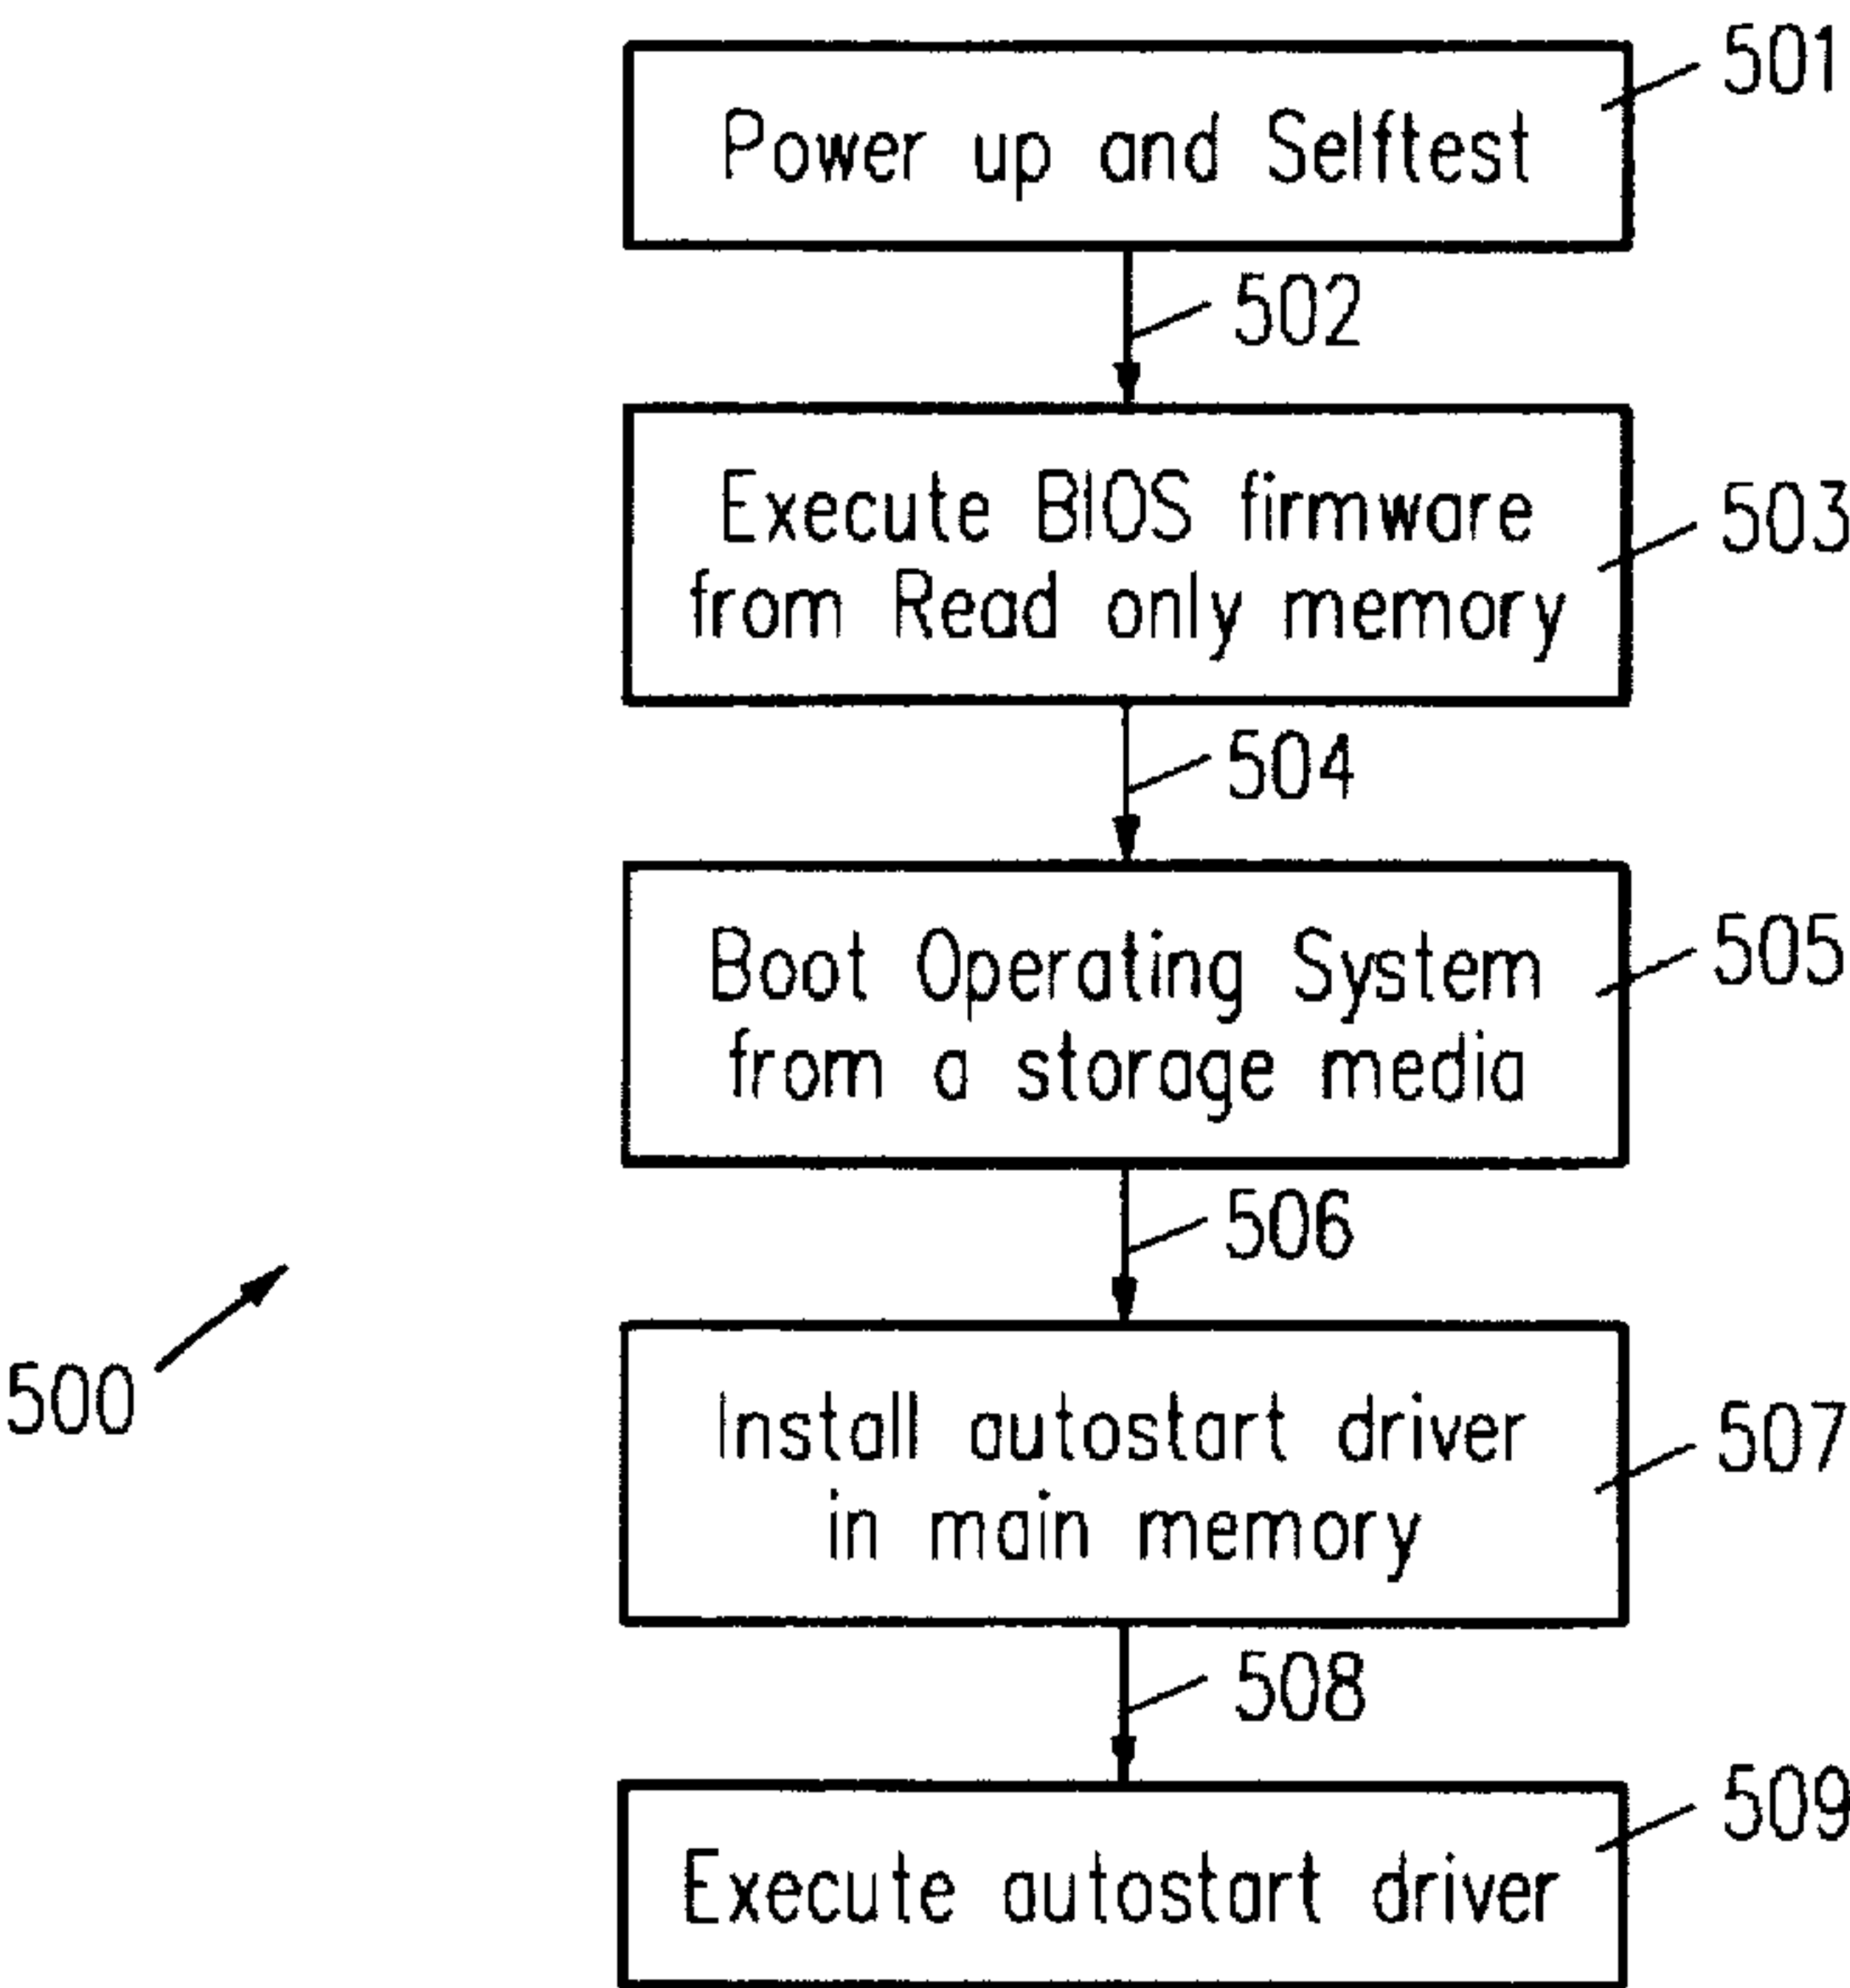 Power up and Selftest
501
502
Execute BIOS firmware
from Read only memory
503
504
Boot Operating System
from a storage media
505
506
500
Install autostart driver
in main memory
507
508
Execute autostart driver
509